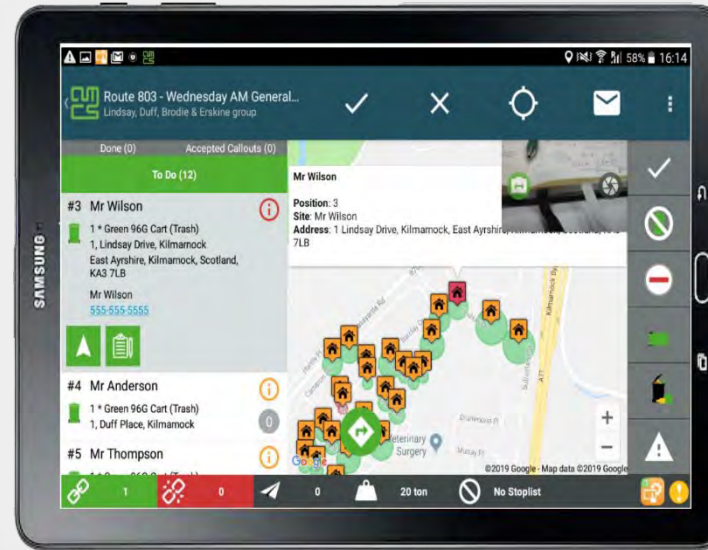 SAMSUNG
58% 16:14
Route 803 - Wednesday AM General...
Lindsay, Duff, Brodie & Erskine group
Done (0)
Accepted Callouts (0)
To Do (12)
#3 Mr Wilson
1 * Green 96G Cart (Trash)
1, Lindsay Drive, Kilmarnock
East Ayrshire, Kilmarnock, Scotland,
KA3 7LB
Mr Wilson
555-555-5555
#4 Mr Anderson
1 * Green 96G Cart (Trash)
1, Duff Place, Kilmarnock
0
#5 Mr Thompson
Mr Wilson
Position: 3
Site: Mr Wilson
Address: 1 Lindsay Drive, Kilmarnock, East Ayrshire, Kilmarnock,
7LB
A77
Surgery
+
−
©2019 Google - Map data ©2019 Google
1
0
0
20 ton
No Stoplist